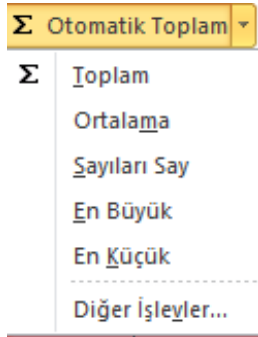 Σ Otomatik Toplam
Σ Toplam
Ortalama
Sayıları Say
En Büyük
En Küçük
Diğer İşlevler...